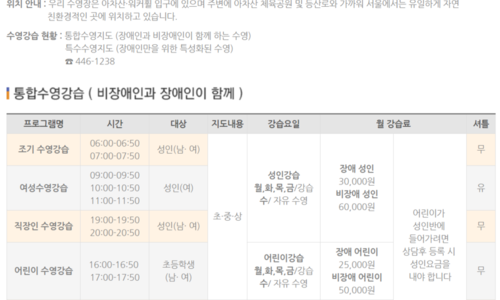 위치 안내 : 우리 수영장은 아차산·워커힐 입구에 있으며 주변에 아차산 체육공원 및 등산로와 가까워 서울에서는 유일하게 자연
친환경적인 곳에 위치하고 있습니다.
수영강습 현황 : 통합수영지도 (장애인과 비장애인이 함께 하는 수영)
특수수영지도 (장애인만을 위한 특성화된 수영)
☎ 446-1238
통합수영강습 ( 비장애인과 장애인이 함께 )
프로그램명 시간 대상 지도내용 강습요일 월 강습료 셔틀
조기 수영강습 06:00-06:50 성인(남· 여) 무
07:00-07:50
여성수영강습 09:00-09:50 성인(여) 유
10:00-10:50
11:00-11:50
직장인 수영강습 19:00-19:50 성인(남· 여) 무
20:00-20:50
어린이 수영강습 16:00-16:50 초등학생 무
17:00-17:50 (남· 여)
초·중·상
성인강습
월,화,목,금/강습
수/ 자유 수영
어린이강습
월,화,목,금/강습
수/ 자유 수영
장애 성인
30,000원
비장애 성인
60,000원
장애 어린이
25,000원
비장애 어린이
50,000원
어린이가
성인반에
들어가려면
상담후 등록 시
성인요금을
내야 합니다